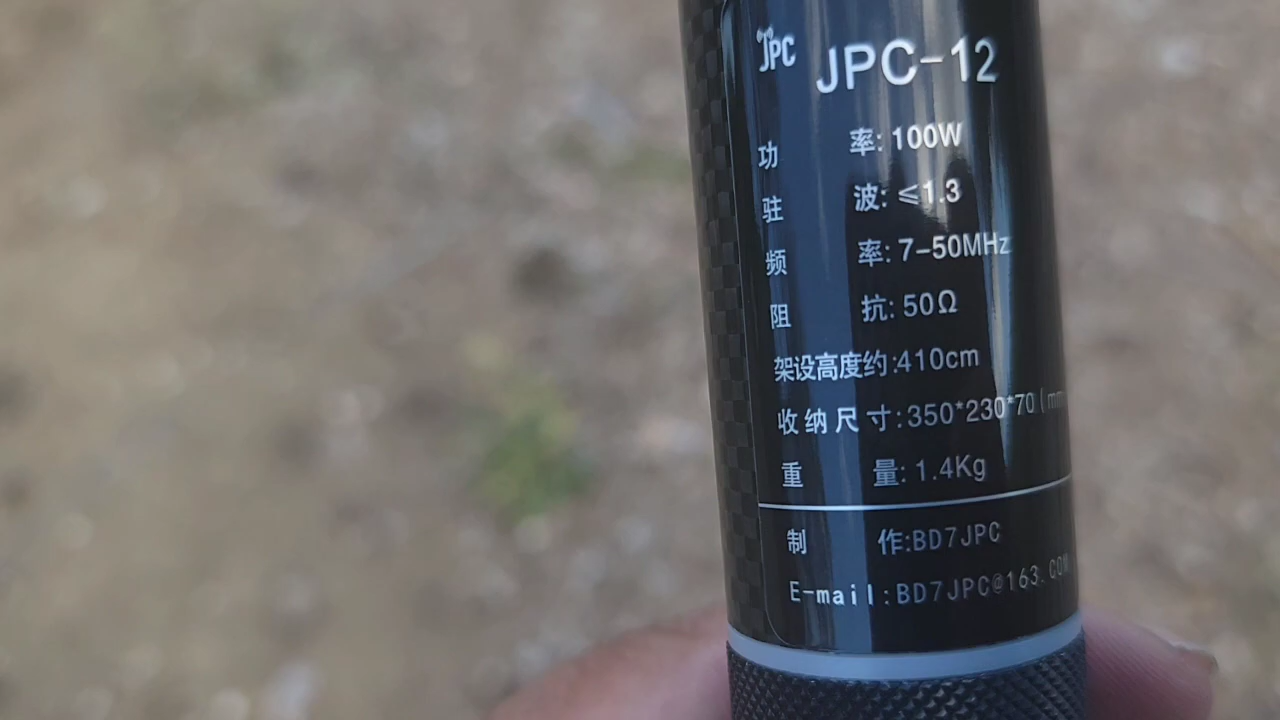 JPC JPC-12
功率: 100W
驻波: ≤1.3
频率: 7-50MHz
阻抗: 50Ω
架设高度约:410cm
收纳尺寸:350*230*70(mm
重量: 1.4Kg
制作:BD7JPC
E-mail:BD7JPC@163.COM